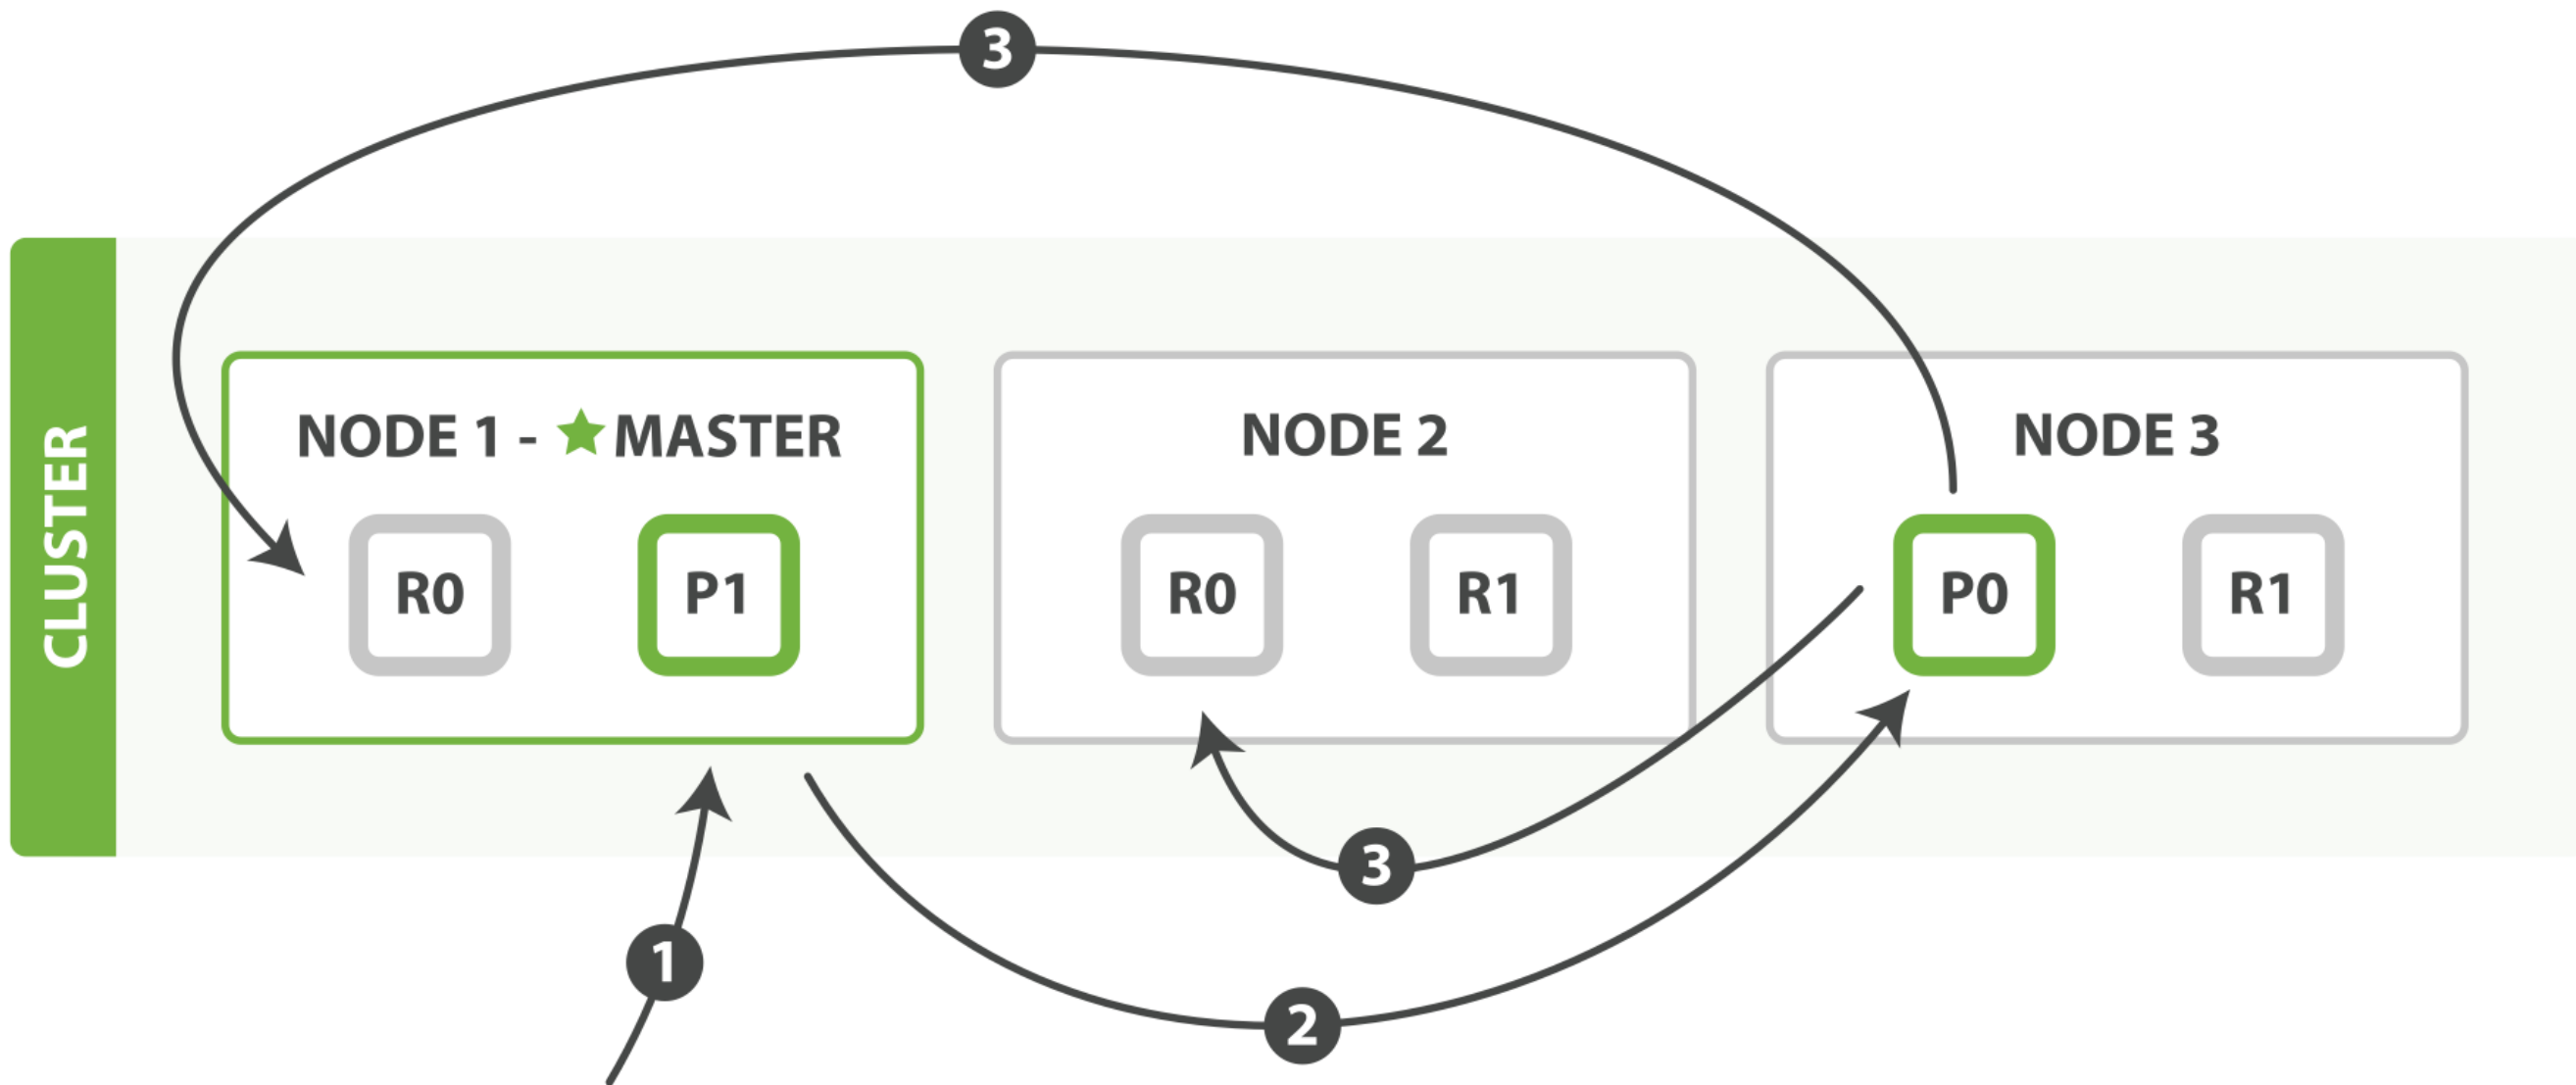 3
CLUSTER
NODE 1 - ★ MASTER
R0
P1
NODE 2
R0
R1
NODE 3
P0
R1
3
1
2